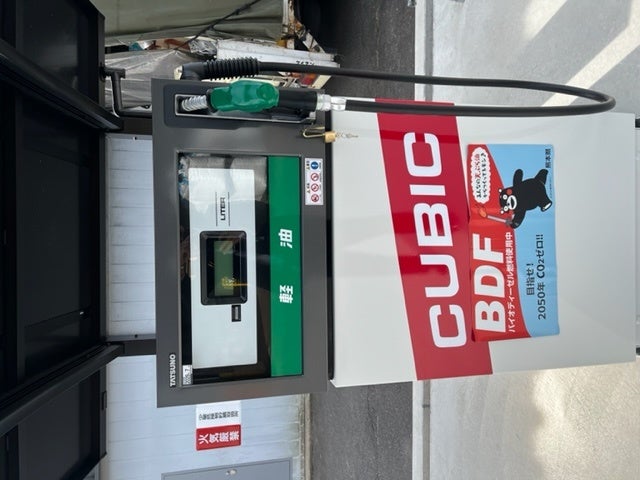 TATSUNO
LITER
軽油
火気厳禁
CUBIC
BDF
バイオディーゼル燃料使用中
目指せ!
2050年 CO2ゼロ!!